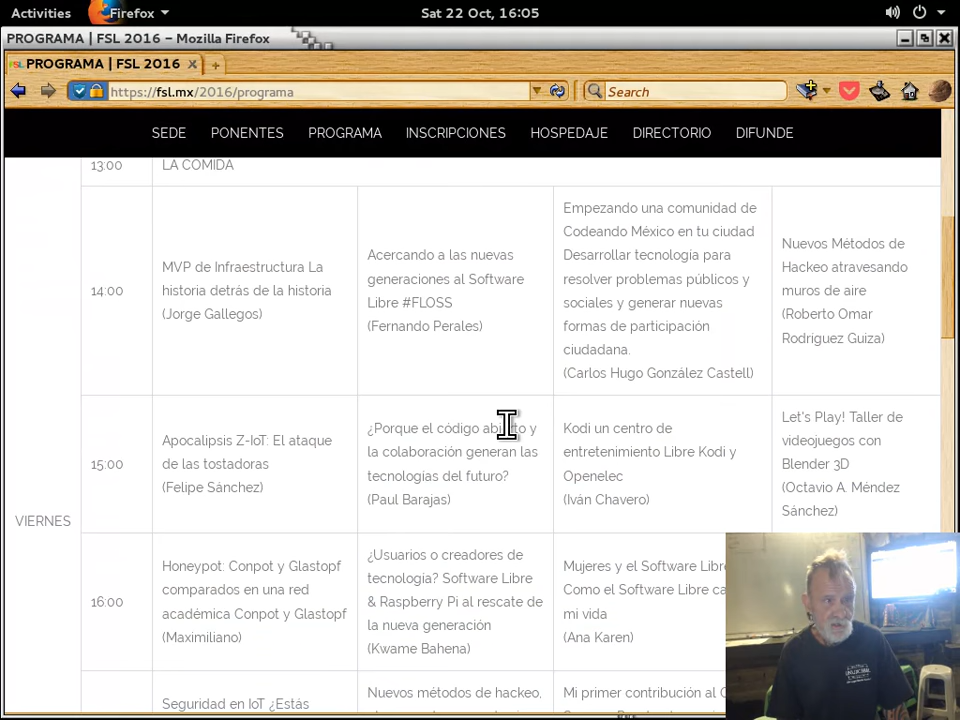 Activities
Firefox
Sat 22 Oct, 16:05
PROGRAMA | FSL 2016 – Mozilla Firefox
PROGRAMA | FSL 2016
https://fsl.mx/2016/programa
Search
SEDE
PONENTES
PROGRAMA
INSCRIPCIONES
HOSPEDAJE
DIRECTORIO
DIFUNDE
13:00
LA COMIDA
VIERNES
14:00
MVP de Infraestructura La
historia detrás de la historia
(Jorge Gallegos)
Acercando a las nuevas
generaciones al Software
Libre #FLOSS
(Fernando Perales)
Empezando una comunidad de
Codeando México en tu ciudad
Desarrollar tecnología para
resolver problemas públicos y
sociales y generar nuevas
formas de participación
ciudadana.
(Carlos Hugo González Castell)
Nuevos Métodos de
Hackeo atravesando
muros de aire
(Roberto Omar
Rodríguez Guiza)
15:00
Apocalipsis Z-IoT: El ataque
de las tostadoras
(Felipe Sánchez)
¿Porque el código abierto y
la colaboración generan las
tecnologías del futuro?
(Paul Barajas)
Kodi un centro de
entretenimiento Libre Kodi y
Openelec
(Iván Chavero)
Let's Play! Taller de
videojuegos con
Blender 3D
(Octavio A. Méndez
Sánchez)
16:00
Honeypot: Conpot y Glastopf
comparados en una red
académica Conpot y Glastopf
(Maximiliano)
¿Usuarios o creadores de
tecnología? Software Libre
& Raspberry Pi al rescate de
la nueva generación
(Kwame Bahena)
Mujeres y el Software Libre
Como el Software Libre ca
mi vida
(Ana Karen)
Seguridad en IoT ¿Estás
Nuevos métodos de hackeo,
Mi primer contribución al